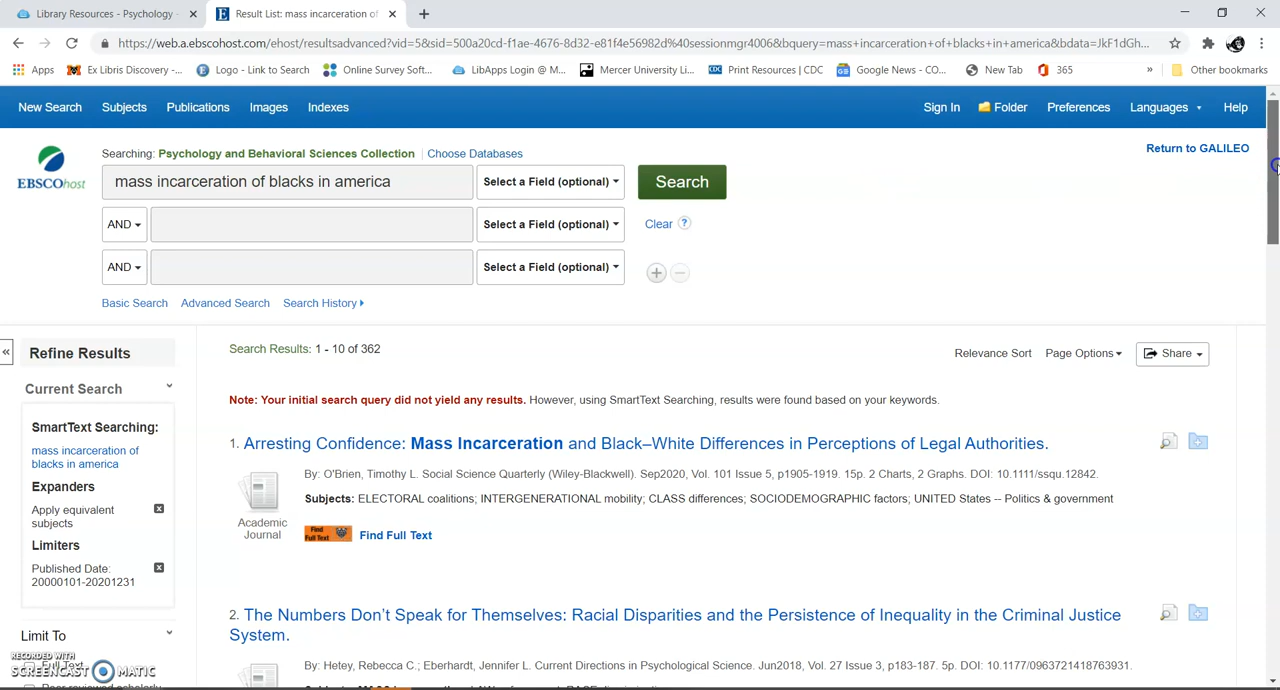 Library Resources - Psychology
Result List: mass incarceration of
https://web.a.ebscohost.com/ehost/resultsadvanced?vid=5&sid=500a20cd-f1ae-4676-8d32-e81f4e56982d%40sessionmgr4006&bquery=mass+incarceration+of+blacks+in+america&bdata=JkF1dGh...
Apps
Ex Libris Discovery -...
Logo - Link to Search
Online Survey Soft...
LibApps Login @ M...
Mercer University Li...
CDC Print Resources | CDC
Google News - CO...
New Tab
365
»
Other bookmarks
New Search Subjects Publications Images Indexes Sign In Folder Preferences Languages Help
Searching: Psychology and Behavioral Sciences Collection Choose Databases
Return to GALILEO
EBSCOhost
mass incarceration of blacks in america Select a Field (optional) Search
AND Select a Field (optional) Clear ?
AND Select a Field (optional)
Basic Search Advanced Search Search History
«
Refine Results
Search Results: 1 - 10 of 362
Relevance Sort Page Options Share
Current Search
SmartText Searching:
mass incarceration of
blacks in america
Expanders
Apply equivalent
subjects
Limiters
Published Date:
20000101-20201231
Limit To
Full Text
Peer reviewed scholarly
Note: Your initial search query did not yield any results. However, using SmartText Searching, results were found based on your keywords.
1. Arresting Confidence: Mass Incarceration and Black–White Differences in Perceptions of Legal Authorities.
By: O'Brien, Timothy L. Social Science Quarterly (Wiley-Blackwell). Sep2020, Vol. 101 Issue 5, p1905-1919. 15p. 2 Charts, 2 Graphs. DOI: 10.1111/ssqu.12842.
Subjects: ELECTORAL coalitions; INTERGENERATIONAL mobility; CLASS differences; SOCIODEMOGRAPHIC factors; UNITED States -- Politics & government
Academic
Journal
Find
Full Text
Find Full Text
2. The Numbers Don't Speak for Themselves: Racial Disparities and the Persistence of Inequality in the Criminal Justice
System.
By: Hetey, Rebecca C.; Eberhardt, Jennifer L. Current Directions in Psychological Science. Jun2018, Vol. 27 Issue 3, p183-187. 5p. DOI: 10.1177/0963721418763931.
RECORDED WITH
SCREENCAST MATIC